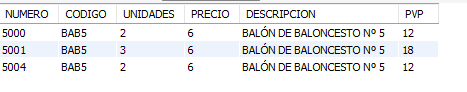 NUMERO CODIGO UNIDADES PRECIO DESCRIPCION PVP
5000 BAB5 2 6 BALÓN DE BALONCESTO Nº 5 12
5001 BAB5 3 6 BALÓN DE BALONCESTO Nº 5 18
5004 BAB5 2 6 BALÓN DE BALONCESTO Nº 5 12